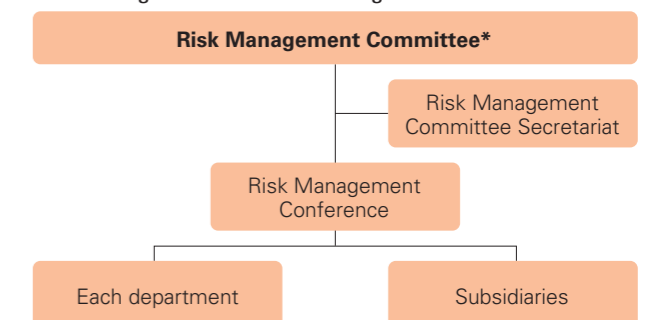 Risk Management Committee*
Risk Management
Committee Secretariat
Risk Management
Conference
Each department
Subsidiaries